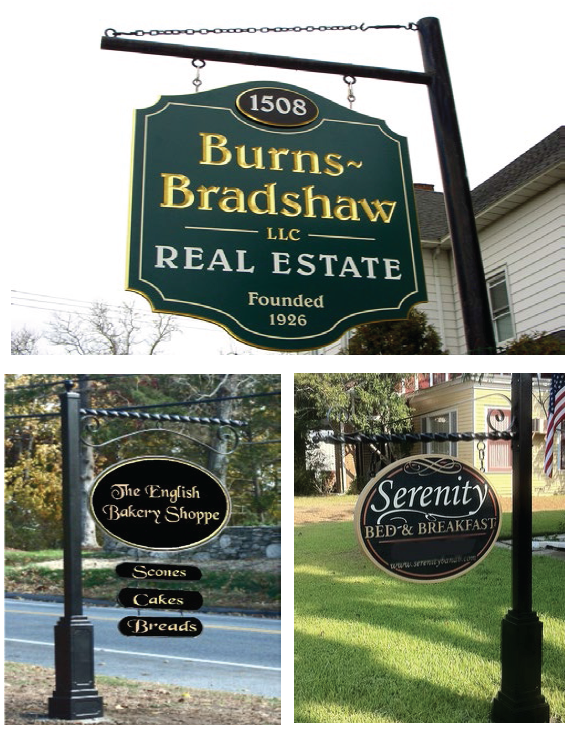 1508
Burns~
Bradshaw
LLC
REAL ESTATE
Founded
1926
The English
Bakery Shoppe
Scones
Cakes
Breads
Serenity
BED & BREAKFAST
www.serenitybandb.com